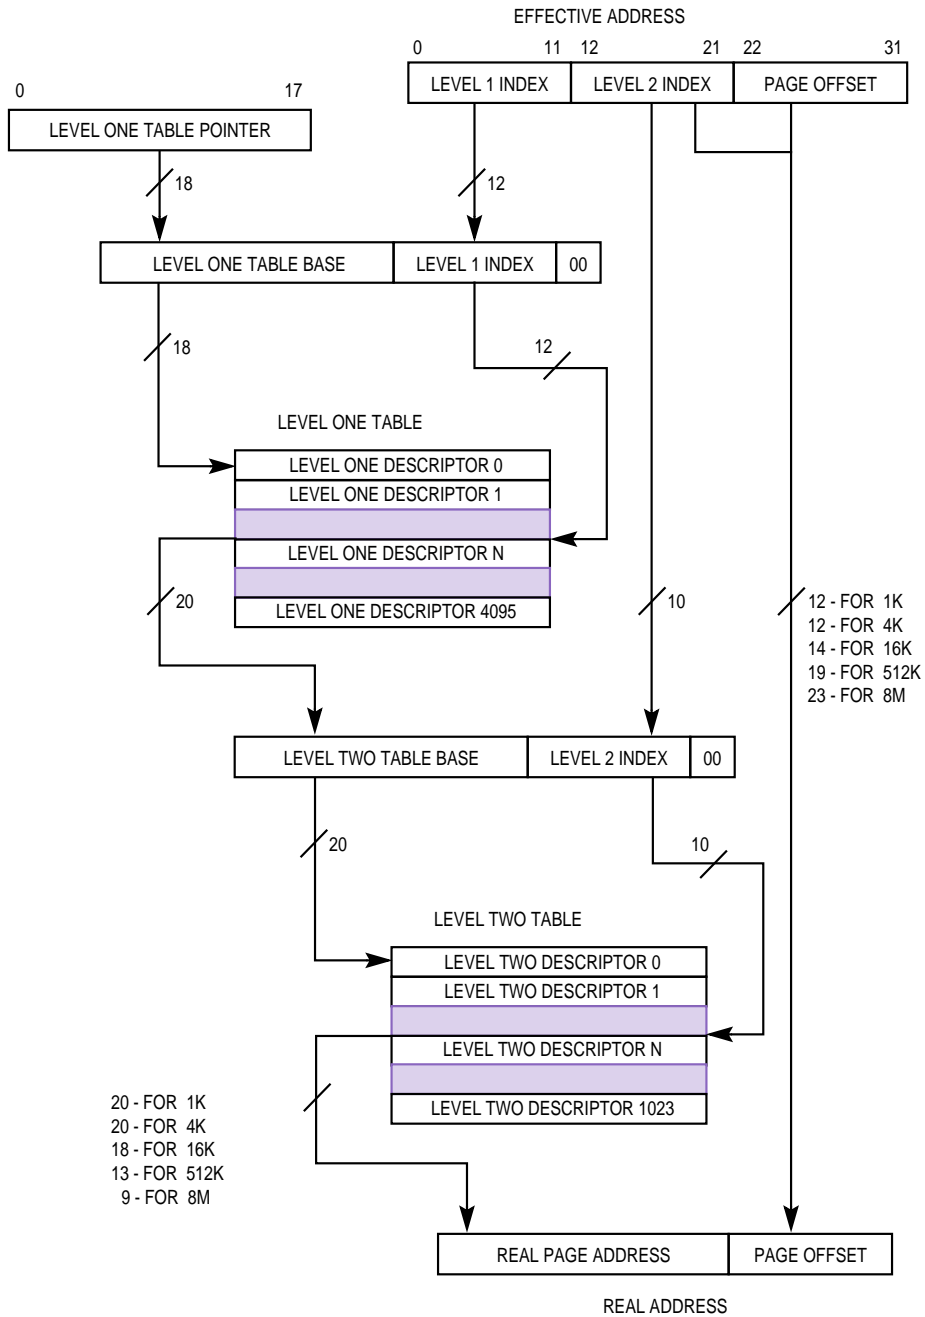 EFFECTIVE ADDRESS
0 11 12 21 22 31
LEVEL 1 INDEX LEVEL 2 INDEX PAGE OFFSET
0 17
LEVEL ONE TABLE POINTER
18 12
LEVEL ONE TABLE BASE LEVEL 1 INDEX 00
18 12
LEVEL ONE TABLE
LEVEL ONE DESCRIPTOR 0
LEVEL ONE DESCRIPTOR 1
LEVEL ONE DESCRIPTOR N
LEVEL ONE DESCRIPTOR 4095
20 10
12 - FOR 1K
12 - FOR 4K
14 - FOR 16K
19 - FOR 512K
23 - FOR 8M
LEVEL TWO TABLE BASE LEVEL 2 INDEX 00
20 10
LEVEL TWO TABLE
LEVEL TWO DESCRIPTOR 0
LEVEL TWO DESCRIPTOR 1
LEVEL TWO DESCRIPTOR N
LEVEL TWO DESCRIPTOR 1023
20 - FOR 1K
20 - FOR 4K
18 - FOR 16K
13 - FOR 512K
9 - FOR 8M
REAL PAGE ADDRESS PAGE OFFSET
REAL ADDRESS